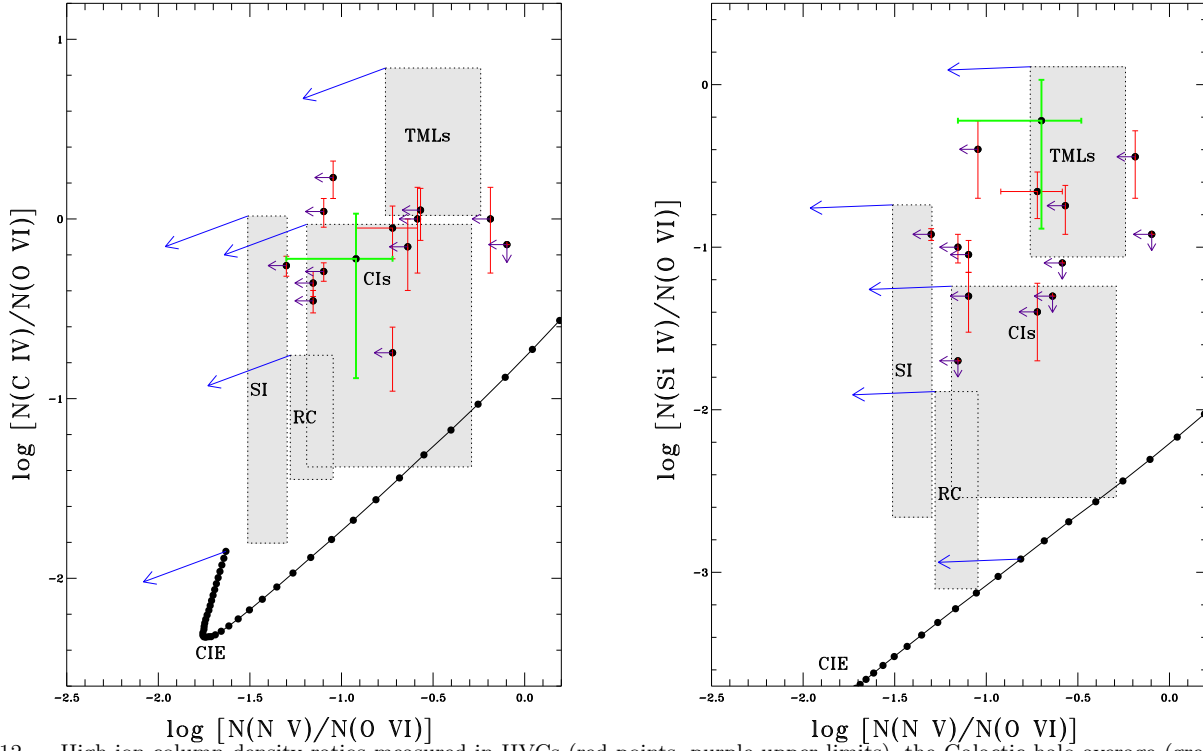 1
0
-1
-2
log [N(C IV)/N(O VI)]
TMLs
CIs
SI
RC
CIE
-2.5 -2.0 -1.5 -1.0 -0.5 0.0
log [N(N V)/N(O VI)]
0
-1
-2
-3
log [N(Si IV)/N(O VI)]
TMLs
CIs
SI
RC
CIE
-2.5 -2.0 -1.5 -1.0 -0.5 0.0
log [N(N V)/N(O VI)]
High ion column density ratios measured in HVCs (red points, purple upper limits), the Galactic halo average